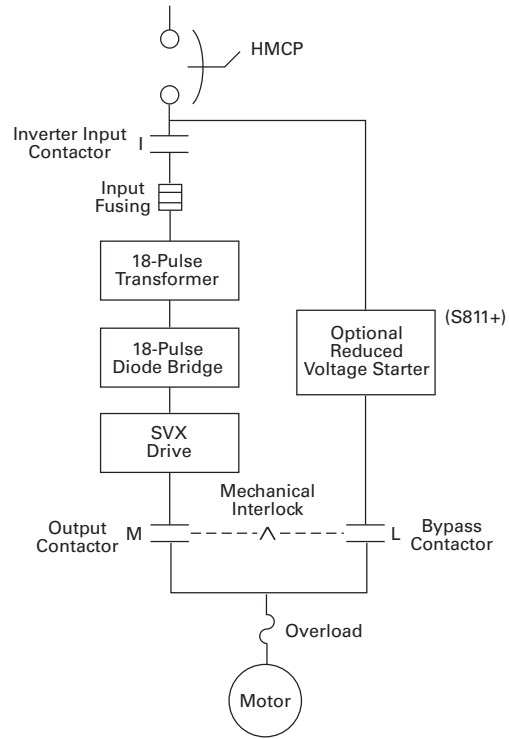 HMCP
Inverter Input
Contactor
I
Input
Fusing
18-Pulse
Transformer
18-Pulse
Diode Bridge
SVX
Drive
(S811+)
Optional
Reduced
Voltage Starter
Mechanical
Interlock
Output
Contactor
M
L
Bypass
Contactor
Overload
Motor